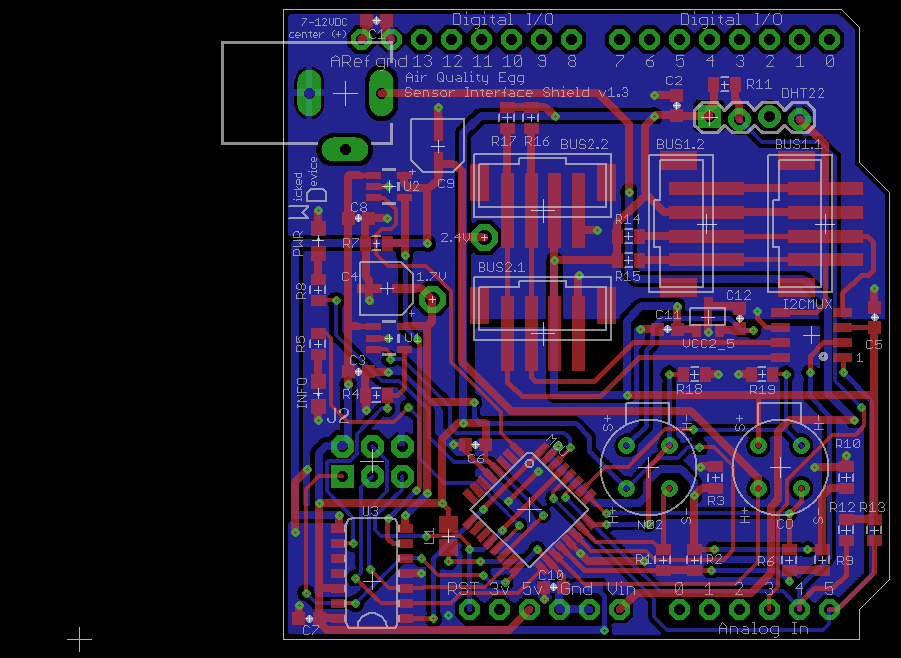 7-12VDC
center (+)
C1
Digital I/O
Digital I/O
ARef gnd 13 12 11 10 9 8
7 6 5 4 3 2 1 0
Air Quality Egg
Sensor Interface Shield v1.3
C2
R11
DHT22
R17 R16
BUS2.2
BUS1.2
BUS1.1
C9
Wicked
Device
U2
C8
R7
PWR
2.4V
R14
R15
C4
1.7V
BUS2.1
R8
I2CMUX
C12
C11
VCC2_5
C5
1
U1
R5
C3
R4
INFO
R18
R19
J2
C6
S+
H-
S+
H-
R10
R3
R12 R13
H+
NO2
S-
H+
CO
S-
U3
L1
R1
R2
R6
R9
C10
RST 3v 5v Gnd Vin
0 1 2 3 4 5
C7
Analog In